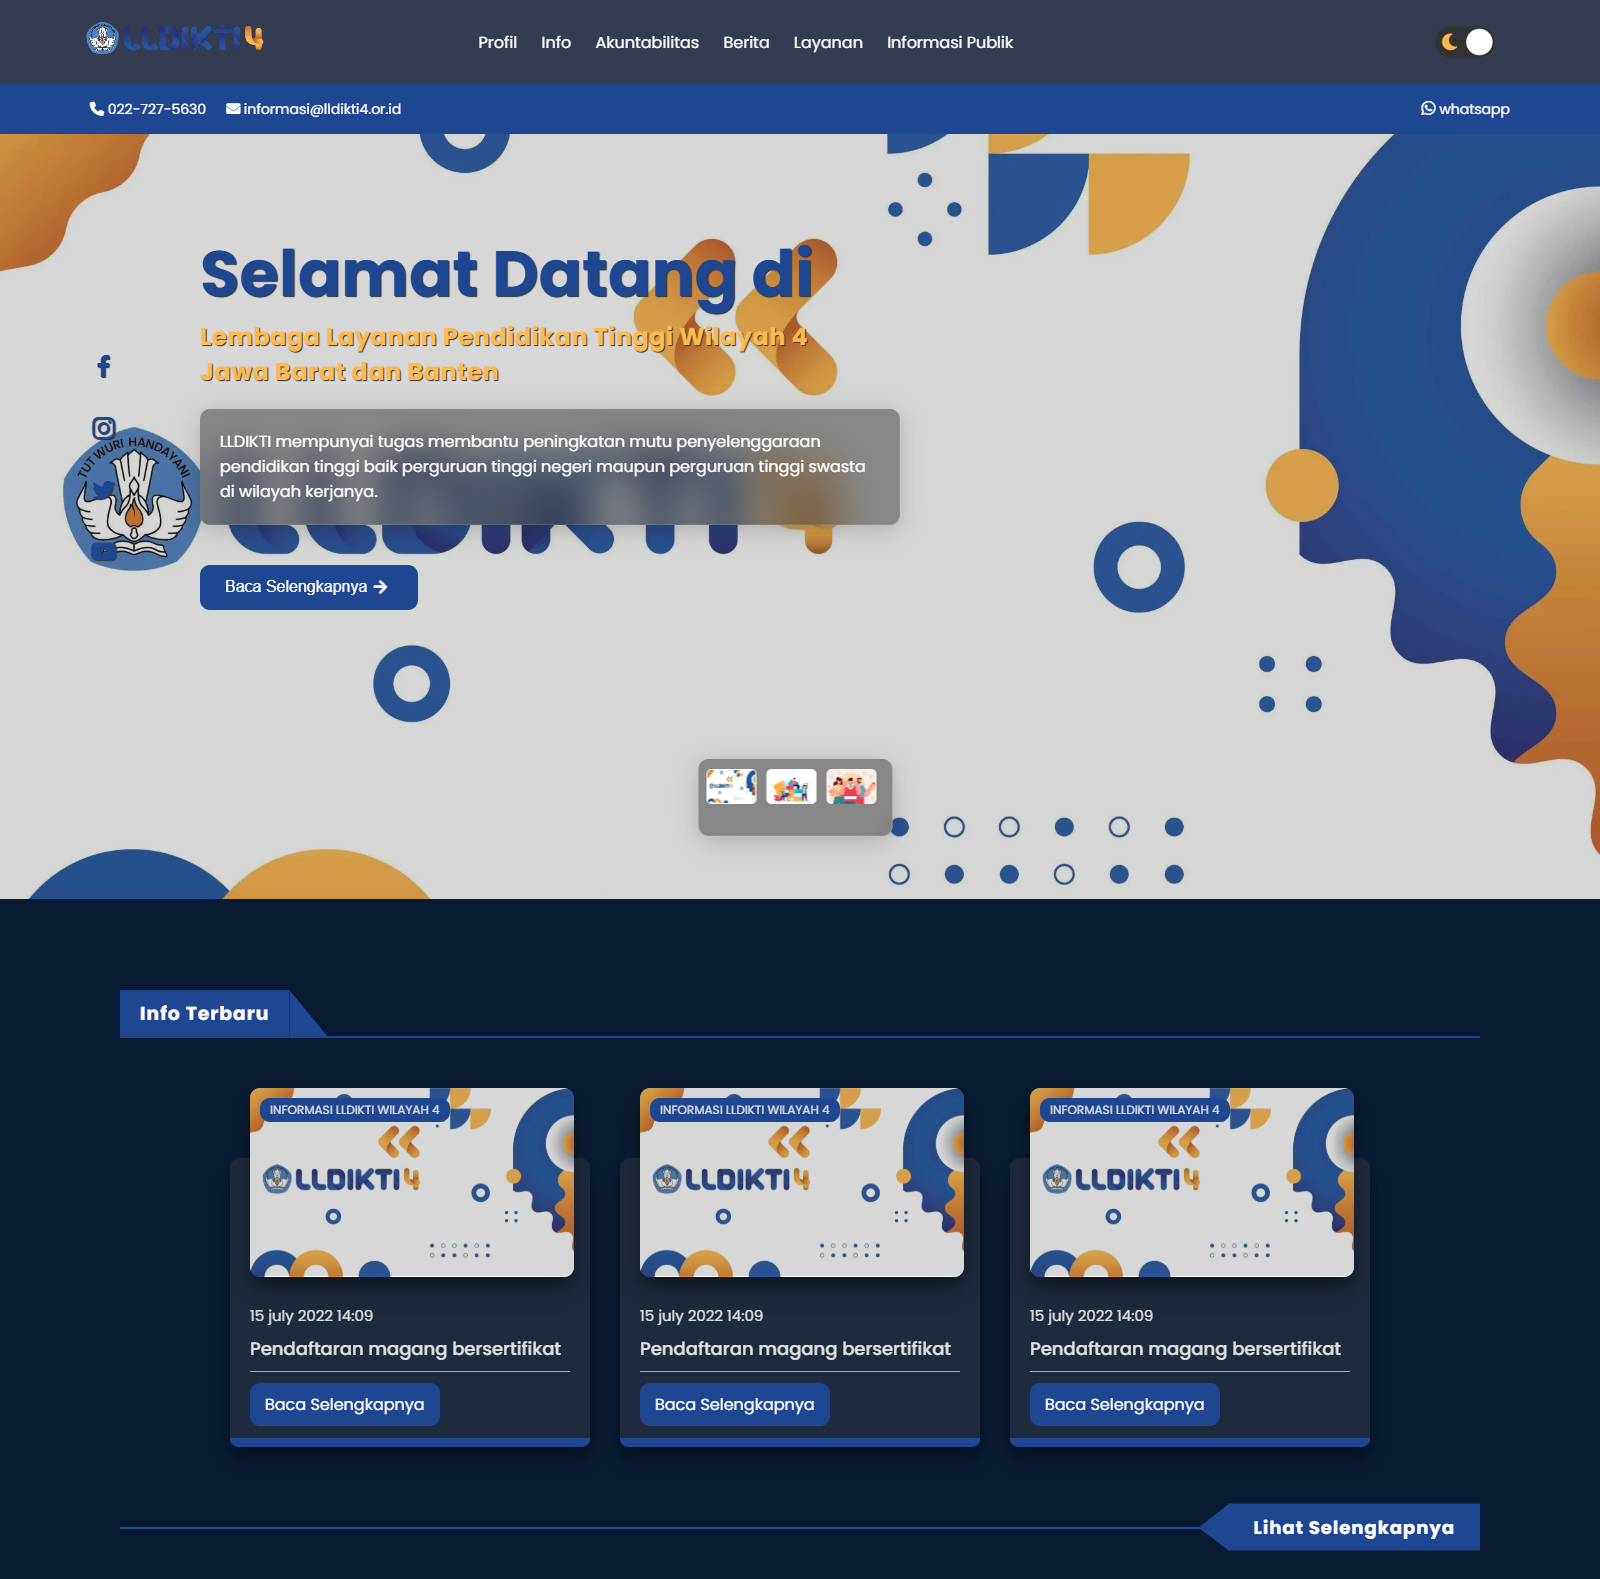 LLDIKTI4
Profil Info Akuntabilitas Berita Layanan Informasi Publik
022-727-5630 informasi@lldikti4.or.id whatsapp
Selamat Datang di
Lembaga Layanan Pendidikan Tinggi Wilayah 4
Jawa Barat dan Banten
TUT WURI HANDAYANI
LLDIKTI mempunyai tugas membantu peningkatan mutu penyelenggaraan
pendidikan tinggi baik perguruan tinggi negeri maupun perguruan tinggi swasta
di wilayah kerjanya.
LLDIKTI 4
Baca Selengkapnya
Info Terbaru
INFORMASI LLDIKTI WILAYAH 4
LLDIKTI 4
15 july 2022 14:09
Pendaftaran magang bersertifikat
Baca Selengkapnya
INFORMASI LLDIKTI WILAYAH 4
LLDIKTI 4
15 july 2022 14:09
Pendaftaran magang bersertifikat
Baca Selengkapnya
INFORMASI LLDIKTI WILAYAH 4
LLDIKTI 4
15 july 2022 14:09
Pendaftaran magang bersertifikat
Baca Selengkapnya
Lihat Selengkapnya